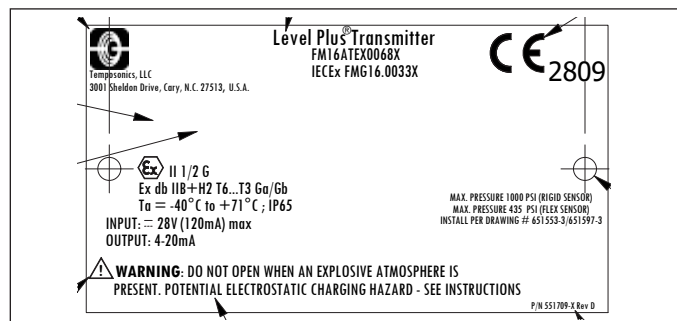 Level Plus® Transmitter
FM16ATEX0068X
IECEx FMG16.0033X
CE 2809
Temposonics, LLC
3001 Sheldon Drive, Cary, N.C. 27513, U.S.A.
Ex II 1/2 G
Ex db IIB+H2 T6...T3 Ga/Gb
Ta = -40°C to +71°C ; IP65
INPUT: ⎓ 28V (120mA) max
OUTPUT: 4-20mA
MAX. PRESSURE 1000 PSI (RIGID SENSOR)
MAX. PRESSURE 435 PSI (FLEX SENSOR)
INSTALL PER DRAWING # 651553-3/651597-3
WARNING: DO NOT OPEN WHEN AN EXPLOSIVE ATMOSPHERE IS
PRESENT. POTENTIAL ELECTROSTATIC CHARGING HAZARD - SEE INSTRUCTIONS
P/N 551709-X Rev D